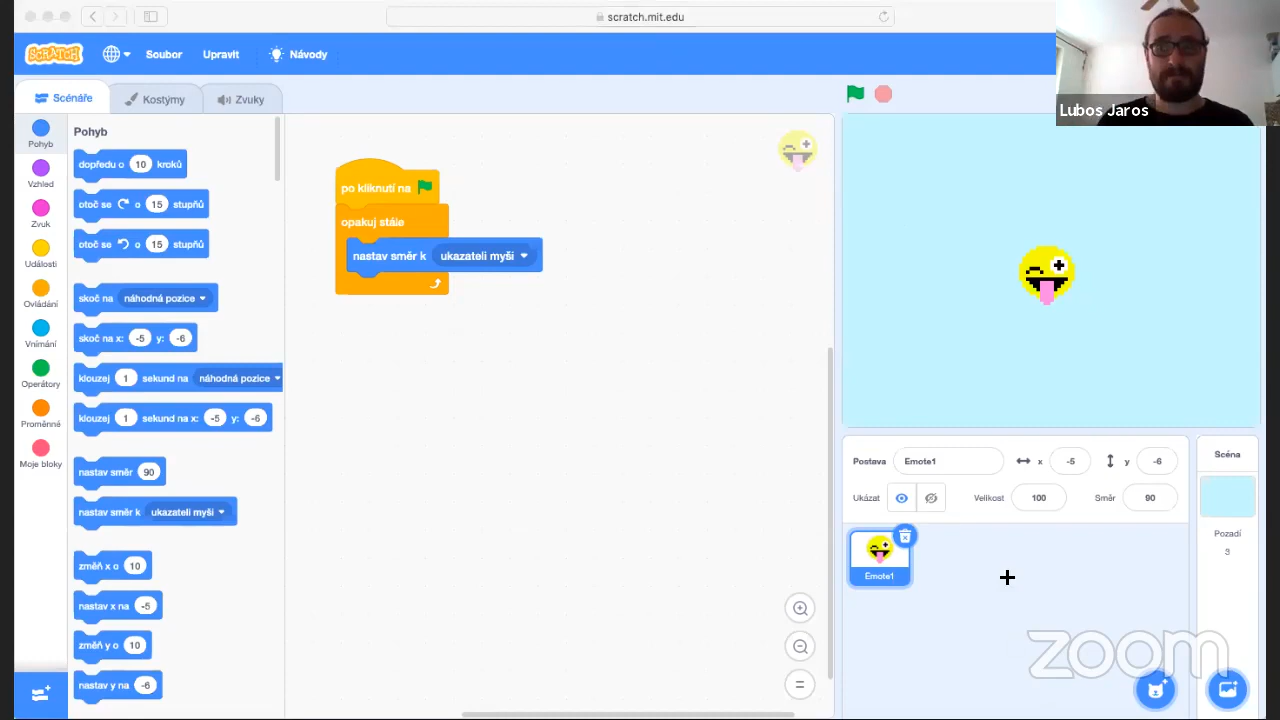 scratch.mit.edu
SCRATCH
Soubor
Upravit
Návody
Lubos Jaros
Scénáře
Kostýmy
Zvuky
Pohyb
Vzhled
Zvuk
Události
Ovládání
Vnímání
Operátory
Proměnné
Moje bloky
Pohyb
dopředu o 10 kroků
otoč se o 15 stupňů
otoč se o 15 stupňů
skoč na náhodná pozice
skoč na x: -5 y: -6
klouzej 1 sekund na náhodná pozice
klouzej 1 sekund na x: -5 y: -6
nastav směr 90
nastav směr k ukazateli myši
změň x o 10
nastav x na -5
změň y o 10
nastav y na -6
po kliknutí na
opakuj stále
nastav směr k ukazateli myši
Postava Emote1 x -5 y -6
Ukázat Velikost 100 Směr 90
Emote1
Scéna
Pozadí
3
zoom